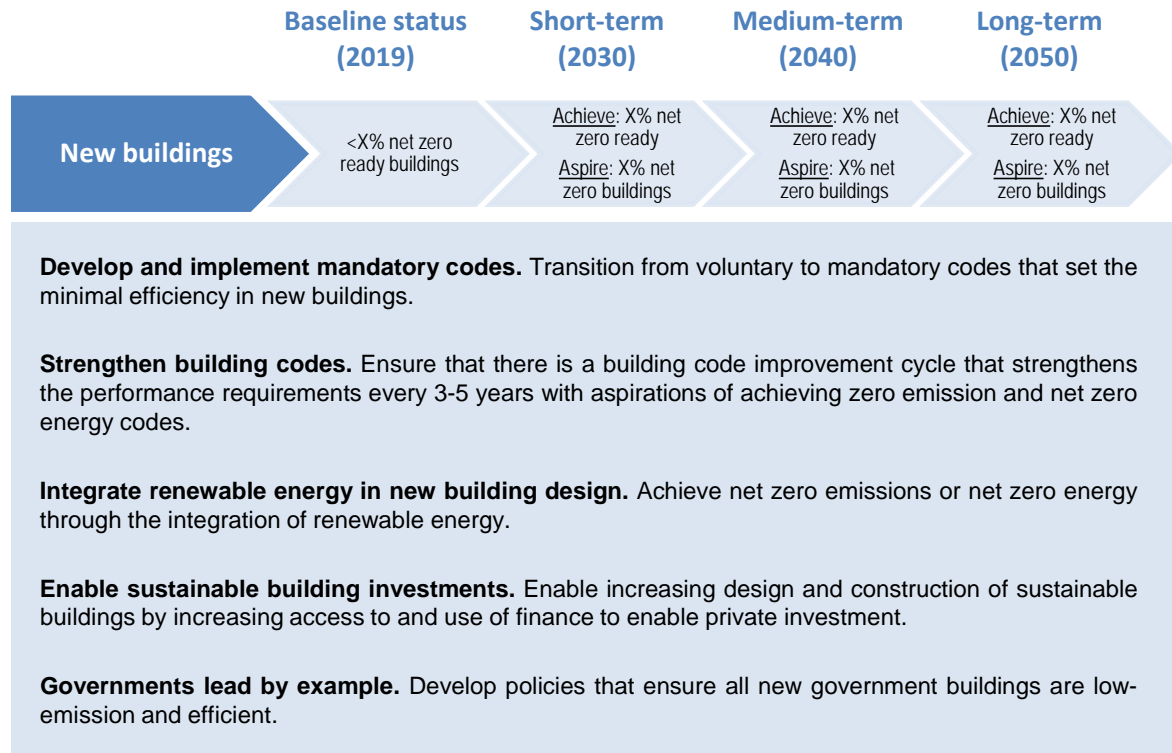 Baseline status Short-term Medium-term Long-term
(2019) (2030) (2040) (2050)
New buildings
<X% net zero
ready buildings
Achieve: X% net
zero ready
Aspire: X% net
zero buildings
Achieve: X% net
zero ready
Aspire: X% net
zero buildings
Achieve: X% net
zero ready
Aspire: X% net
zero buildings
Develop and implement mandatory codes. Transition from voluntary to mandatory codes that set the
minimal efficiency in new buildings.
Strengthen building codes. Ensure that there is a building code improvement cycle that strengthens
the performance requirements every 3-5 years with aspirations of achieving zero emission and net zero
energy codes.
Integrate renewable energy in new building design. Achieve net zero emissions or net zero energy
through the integration of renewable energy.
Enable sustainable building investments. Enable increasing design and construction of sustainable
buildings by increasing access to and use of finance to enable private investment.
Governments lead by example. Develop policies that ensure all new government buildings are low-
emission and efficient.